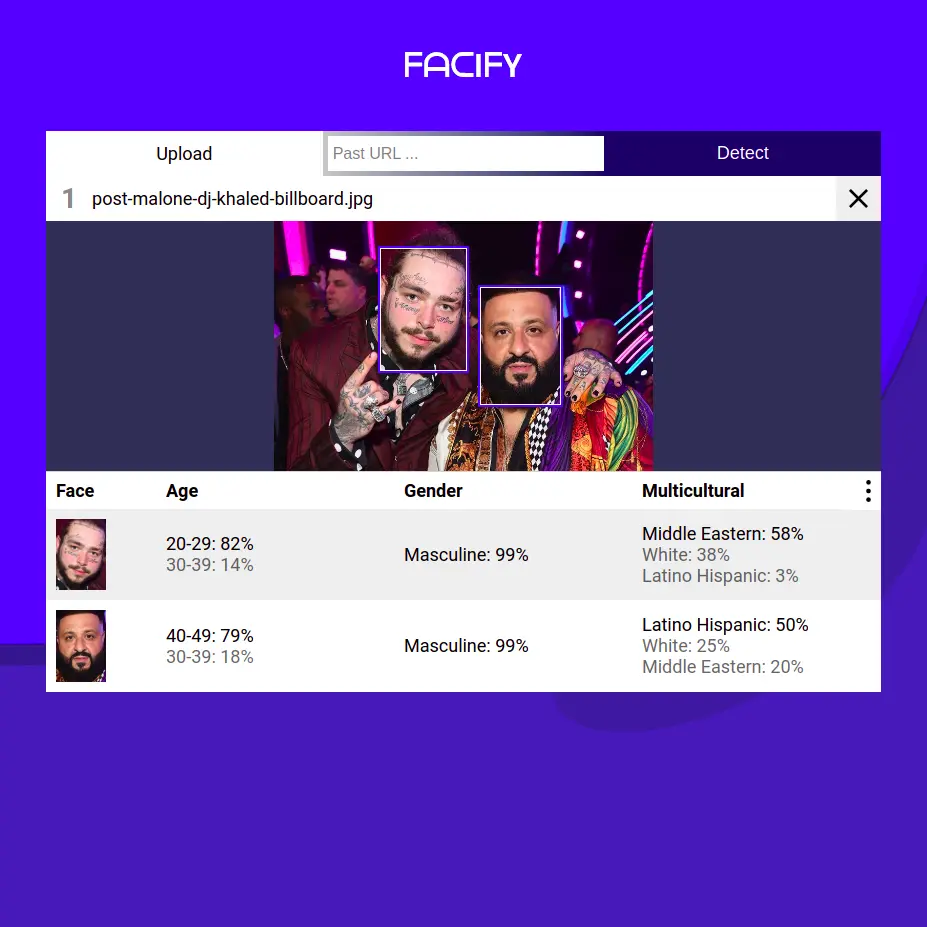 FACIFY
Upload
Past URL ...
Detect
1 post-malone-dj-khaled-billboard.jpg
Face Age Gender Multicultural
20-29: 82%
30-39: 14%
Masculine: 99%
Middle Eastern: 58%
White: 38%
Latino Hispanic: 3%
40-49: 79%
30-39: 18%
Masculine: 99%
Latino Hispanic: 50%
White: 25%
Middle Eastern: 20%